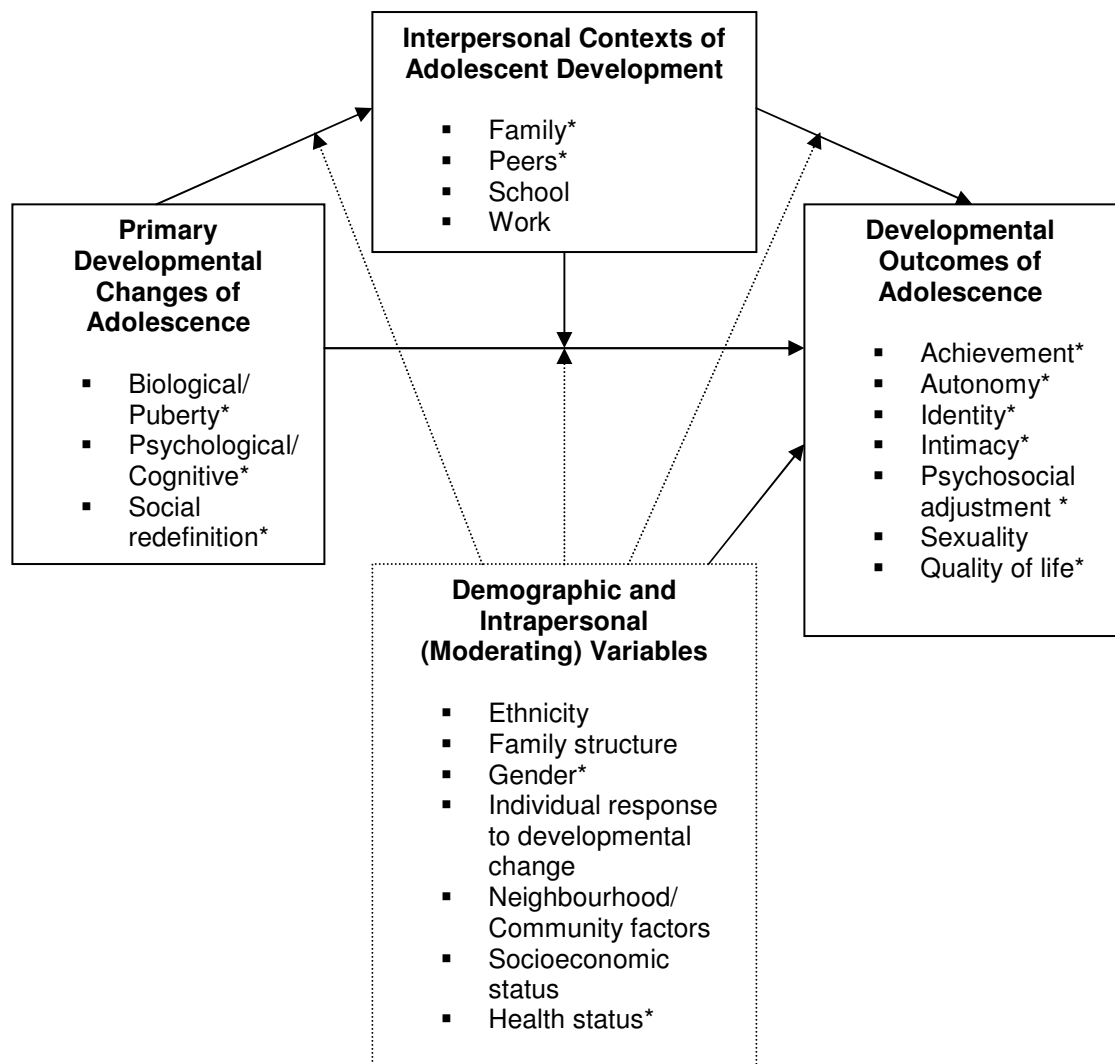 Interpersonal Contexts of
Adolescent Development
▪ Family*
▪ Peers*
▪ School
▪ Work
Primary
Developmental
Changes of
Adolescence
▪ Biological/
Puberty*
▪ Psychological/
Cognitive*
▪ Social
redefinition*
Developmental
Outcomes of
Adolescence
▪ Achievement*
▪ Autonomy*
▪ Identity*
▪ Intimacy*
▪ Psychosocial
adjustment *
▪ Sexuality
▪ Quality of life*
Demographic and
Intrapersonal
(Moderating) Variables
▪ Ethnicity
▪ Family structure
▪ Gender*
▪ Individual response
to developmental
change
▪ Neighbourhood/
Community factors
▪ Socioeconomic
status
▪ Health status*